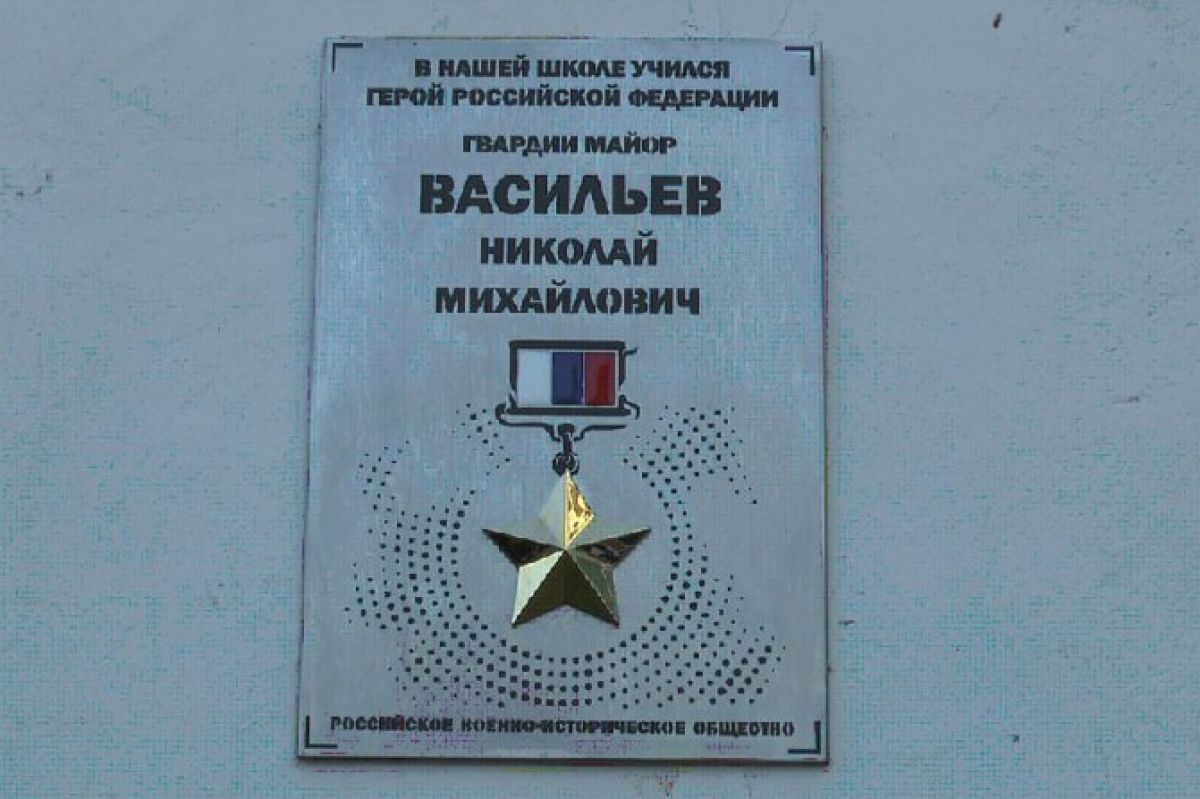 В НАШЕЙ ШКОЛЕ УЧИЛСЯ
ГЕРОЙ РОССИЙСКОЙ ФЕДЕРАЦИИ
ГВАРДИИ МАЙОР
ВАСИЛЬЕВ
НИКОЛАЙ
МИХАЙЛОВИЧ
РОССИЙСКОЕ ВОЕННО-ИСТОРИЧЕСКОЕ ОБЩЕСТВО